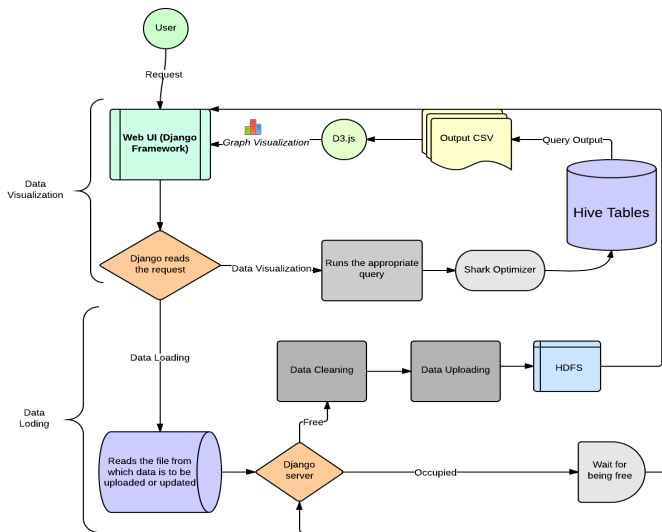 User
Request
Web UI (Django
Framework)
Graph Visualization
D3.js
Output CSV
Query Output
Hive Tables
Data
Visualization
Django reads
the request
Data Visualization
Runs the appropriate
query
Shark Optimizer
Data Loading
Data Cleaning
Data Uploading
HDFS
Data
Loding
Free
Reads the file from
which data is to be
uploaded or updated
Django
server
Occupied
Wait for
being free